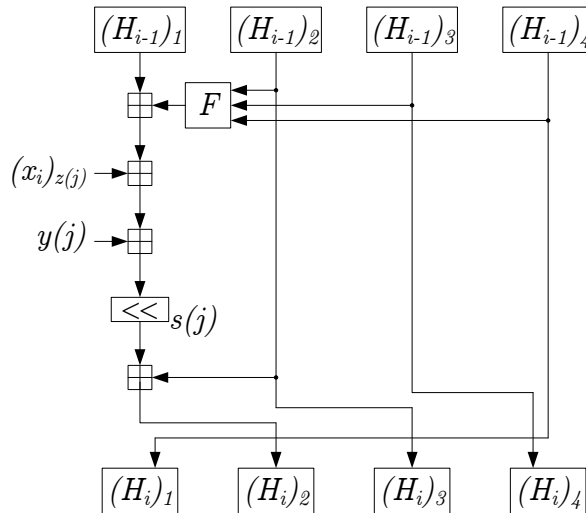 (H_{i-1})_1 (H_{i-1})_2 (H_{i-1})_3 (H_{i-1})_4
F
(x_i)_{z(j)}
y(j)
<<
s(j)
(H_i)_1 (H_i)_2 (H_i)_3 (H_i)_4